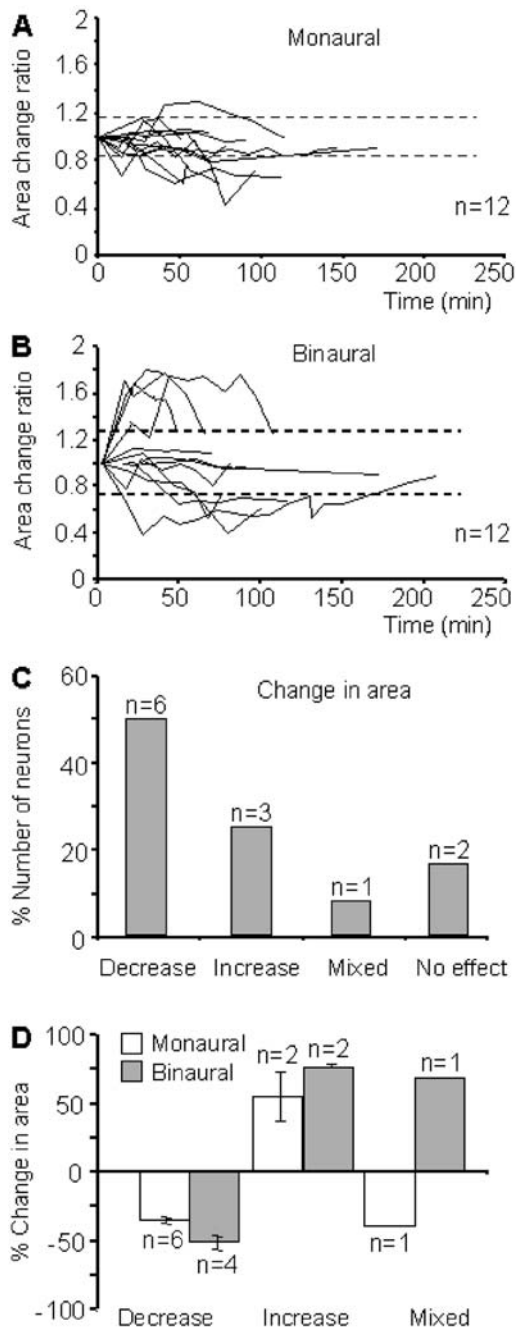 A
Monaural
Area change ratio
2
1.6
1.2
0.8
0.4
0
n=12
0 50 100 150 200 250
Time (min)
B
Binaural
Area change ratio
2
1.6
1.2
0.8
0.4
0
n=12
0 50 100 150 200 250
Time (min)
C
Change in area
% Number of neurons
60
40
20
0
n=6
n=3
n=1
n=2
Decrease Increase Mixed No effect
D
Monaural
Binaural
% Change in area
100
50
0
-50
-100
n=2 n=2
n=1
n=6
n=4
n=1
Decrease Increase Mixed